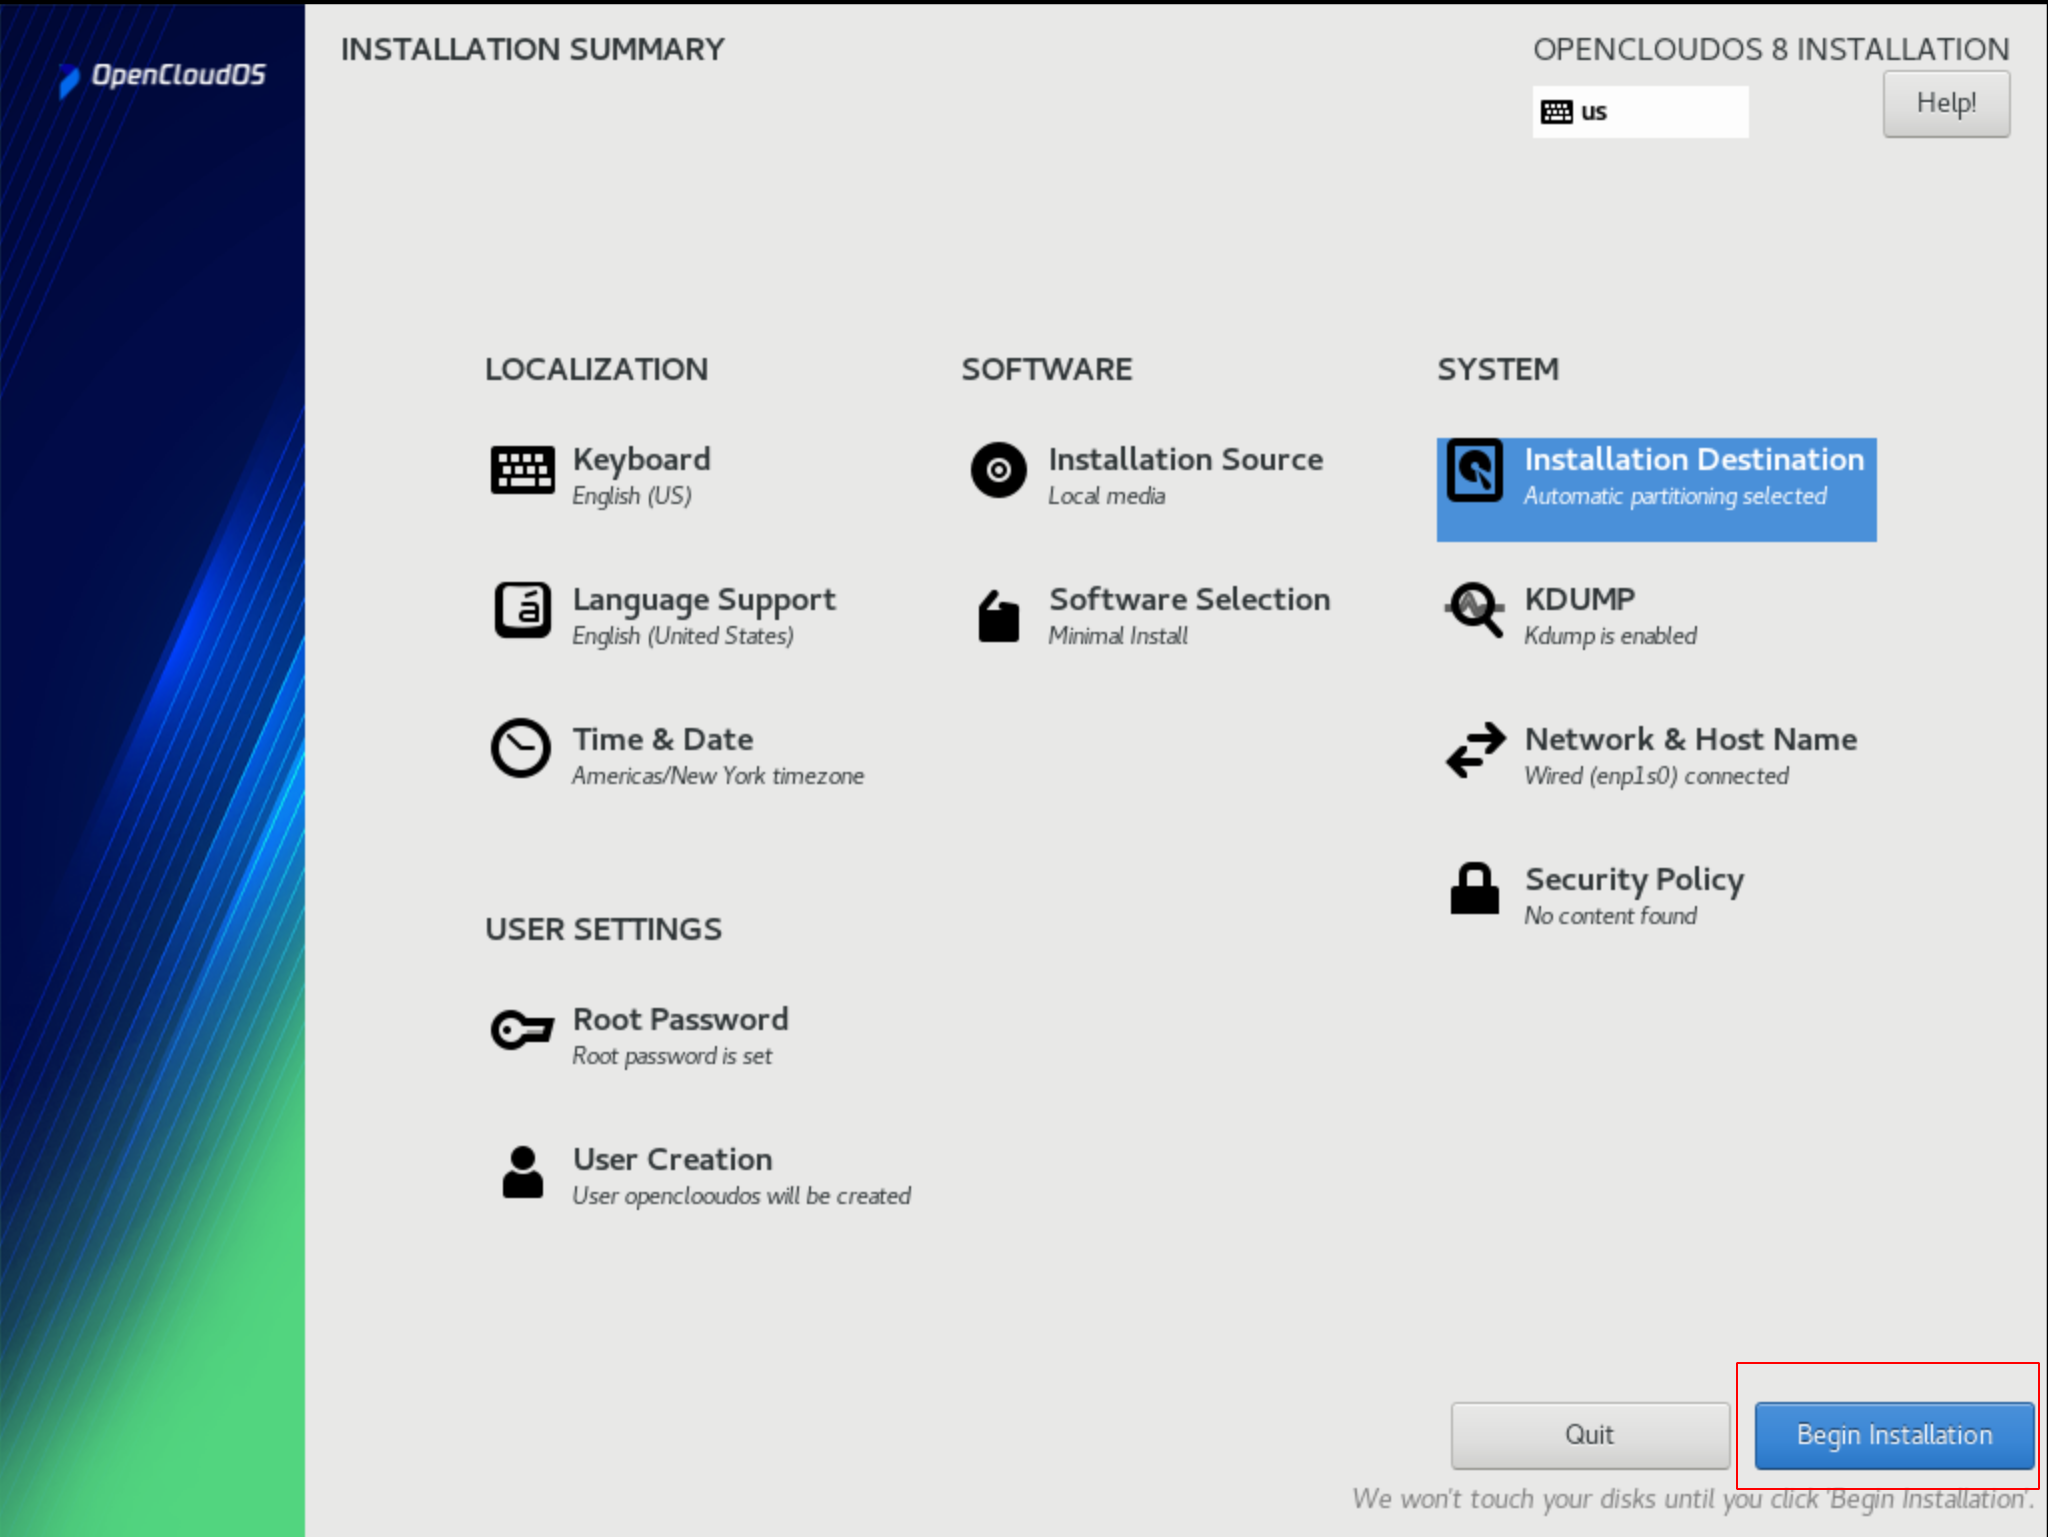 OpenCloudOS
INSTALLATION SUMMARY
OPENCLOUDOS 8 INSTALLATION
us
Help!
LOCALIZATION
Keyboard
English (US)
Language Support
English (United States)
Time & Date
Americas/New York timezone
SOFTWARE
Installation Source
Local media
Software Selection
Minimal Install
SYSTEM
Installation Destination
Automatic partitioning selected
KDUMP
Kdump is enabled
Network & Host Name
Wired (enp1s0) connected
Security Policy
No content found
USER SETTINGS
Root Password
Root password is set
User Creation
User openclooudos will be created
Quit
Begin Installation
We won't touch your disks until you click 'Begin Installation'.